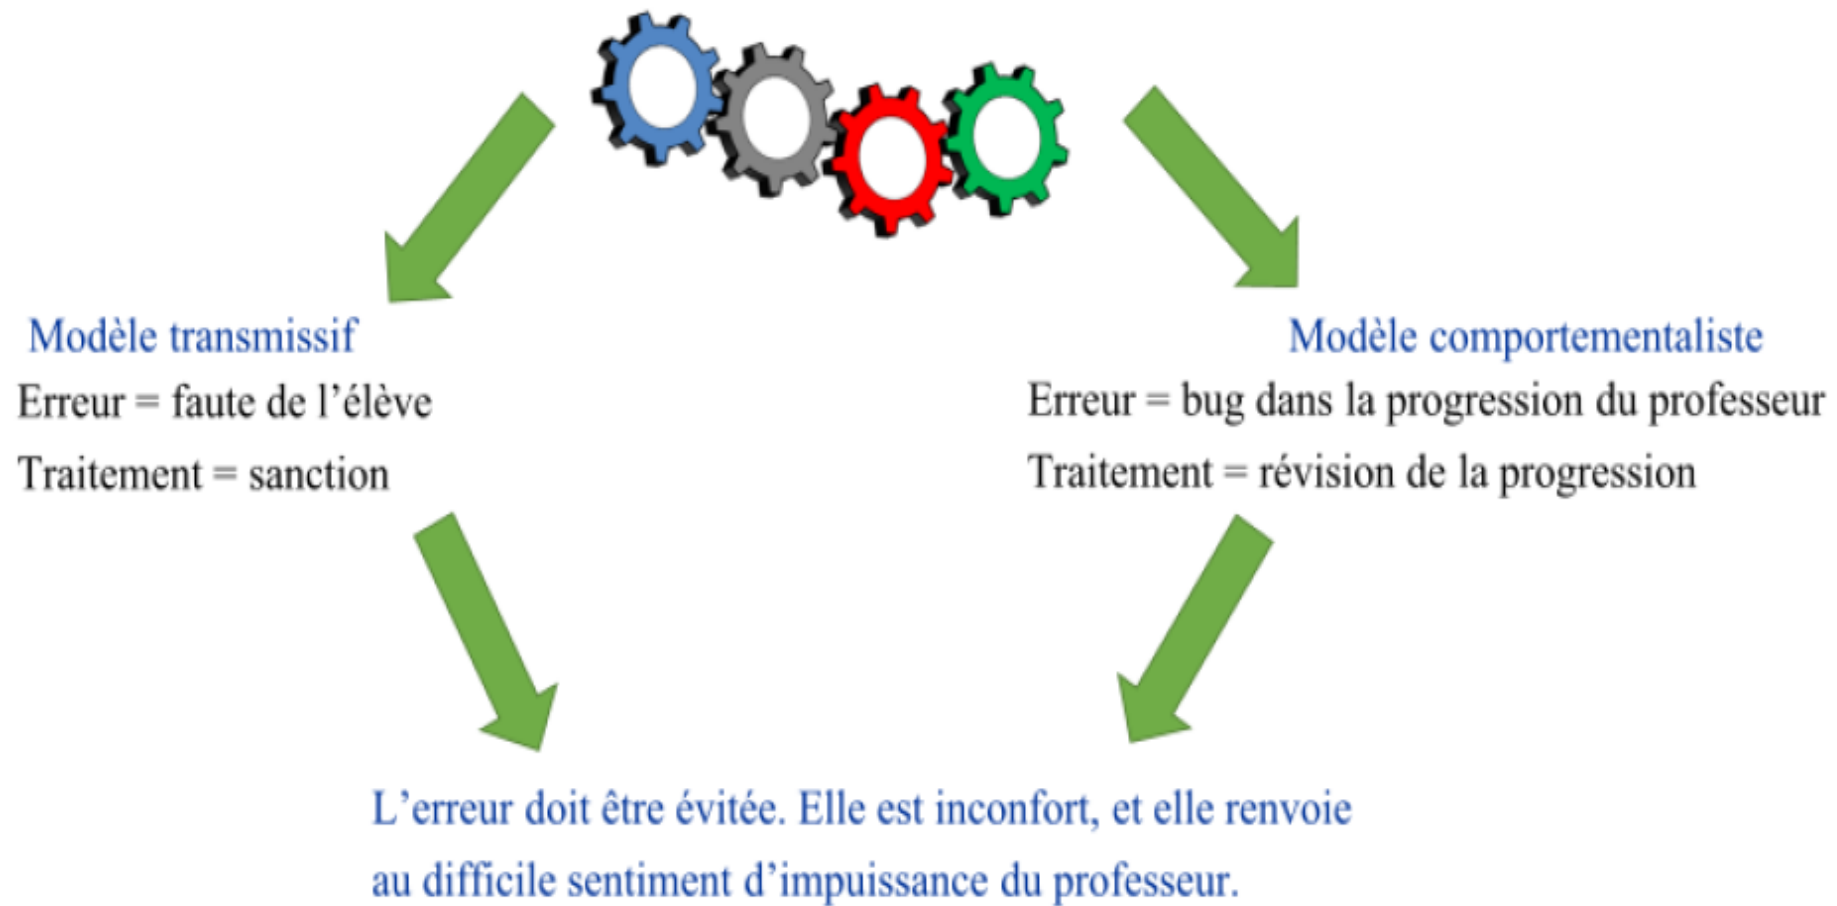 Modèle transmissif
Erreur = faute de l’élève
Traitement = sanction
Modèle comportementaliste
Erreur = bug dans la progression du professeur
Traitement = révision de la progression
L’erreur doit être évitée. Elle est inconfort, et elle renvoie
au difficile sentiment d’impuissance du professeur.